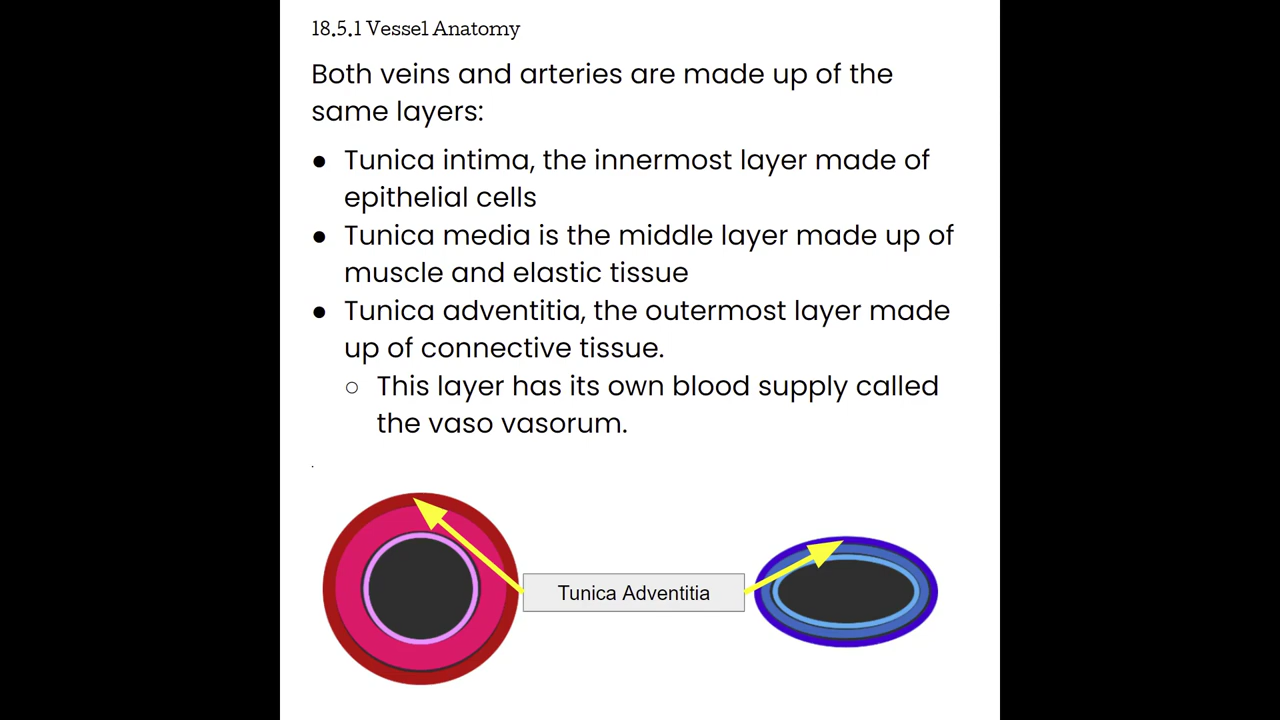 18.5.1 Vessel Anatomy
Both veins and arteries are made up of the
same layers:
● Tunica intima, the innermost layer made of
epithelial cells
● Tunica media is the middle layer made up of
muscle and elastic tissue
● Tunica adventitia, the outermost layer made
up of connective tissue.
○ This layer has its own blood supply called
the vaso vasorum.
.
Tunica Adventitia